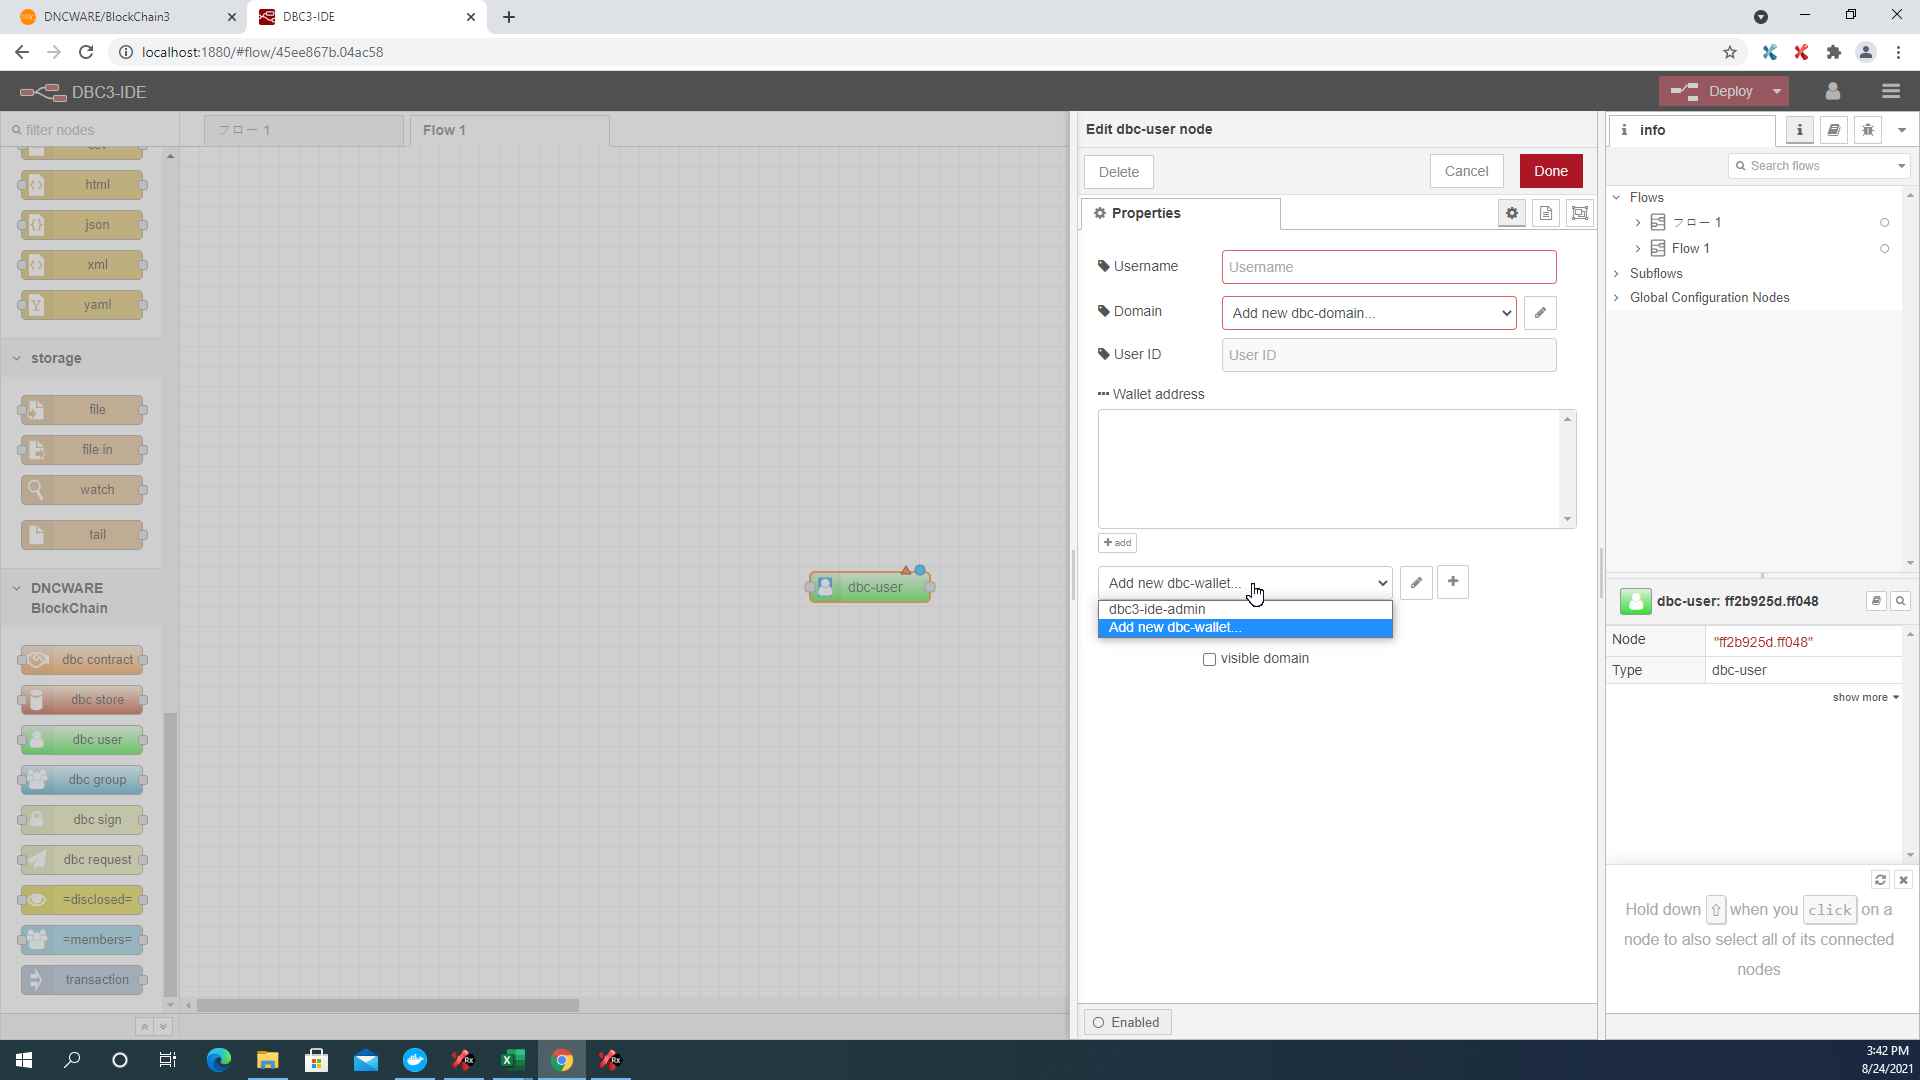 DNCWARE/BlockChain3
DBC3-IDE
localhost:1880/#flow/45ee867b.04ac58
DBC3-IDE
Deploy
filter nodes
フロー 1
Flow 1
html
json
xml
yaml
storage
file
file in
watch
tail
DNCWARE
BlockChain
dbc contract
dbc store
dbc user
dbc group
dbc sign
dbc request
=disclosed=
=members=
transaction
dbc-user
Edit dbc-user node
Delete
Cancel
Done
Properties
Username
Username
Domain
Add new dbc-domain...
User ID
User ID
Wallet address
add
Add new dbc-wallet...
dbc3-ide-admin
Add new dbc-wallet...
visible domain
Enabled
info
Search flows
Flows
フロー 1
Flow 1
Subflows
Global Configuration Nodes
dbc-user: ff2b925d.ff048
Node
"ff2b925d.ff048"
Type
dbc-user
show more
Hold down ⇧ when you click on a
node to also select all of its connected
nodes
3:42 PM
8/24/2021